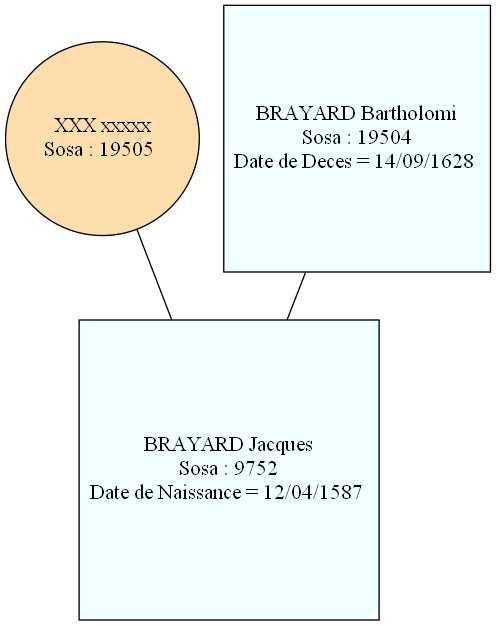 XXX xxxxx
Sosa : 19505
BRAYARD Bartholomi
Sosa : 19504
Date de Deces = 14/09/1628
BRAYARD Jacques
Sosa : 9752
Date de Naissance = 12/04/1587